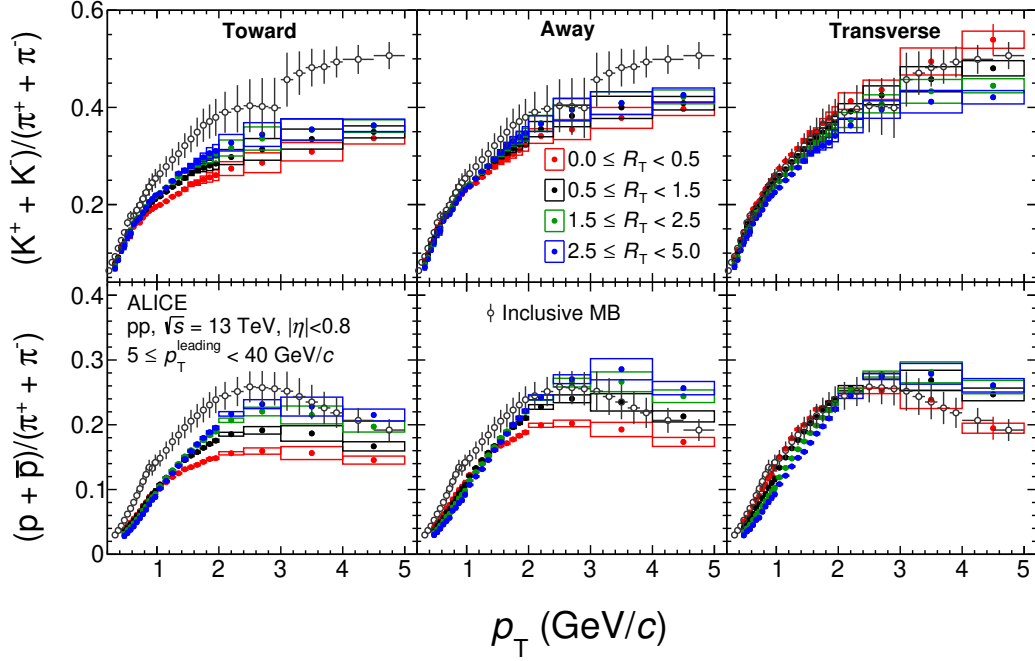 Toward
Away
Transverse
(K⁺ + K⁻)/(π⁺ + π⁻)
0.6
0.4
0.2
0.0 ≤ R_T < 0.5
0.5 ≤ R_T < 1.5
1.5 ≤ R_T < 2.5
2.5 ≤ R_T < 5.0
(p + p̅)/(π⁺ + π⁻)
0.4
0.3
0.2
0.1
0
ALICE
pp, √s = 13 TeV, |η|<0.8
5 ≤ p_T^leading < 40 GeV/c
Inclusive MB
1 2 3 4 5
1 2 3 4 5
1 2 3 4 5
p_T (GeV/c)